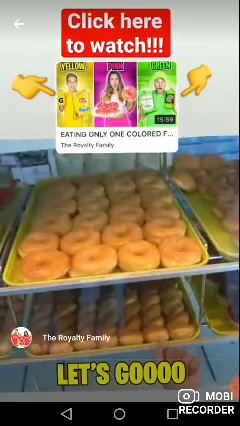 Click here
to watch!!!
YELLOW
PINK
GREEN
15:59
EATING ONLY ONE COLORED F...
The Royalty Family
The Royalty Family
LET'S GOOOO
MOBI
RECORDER